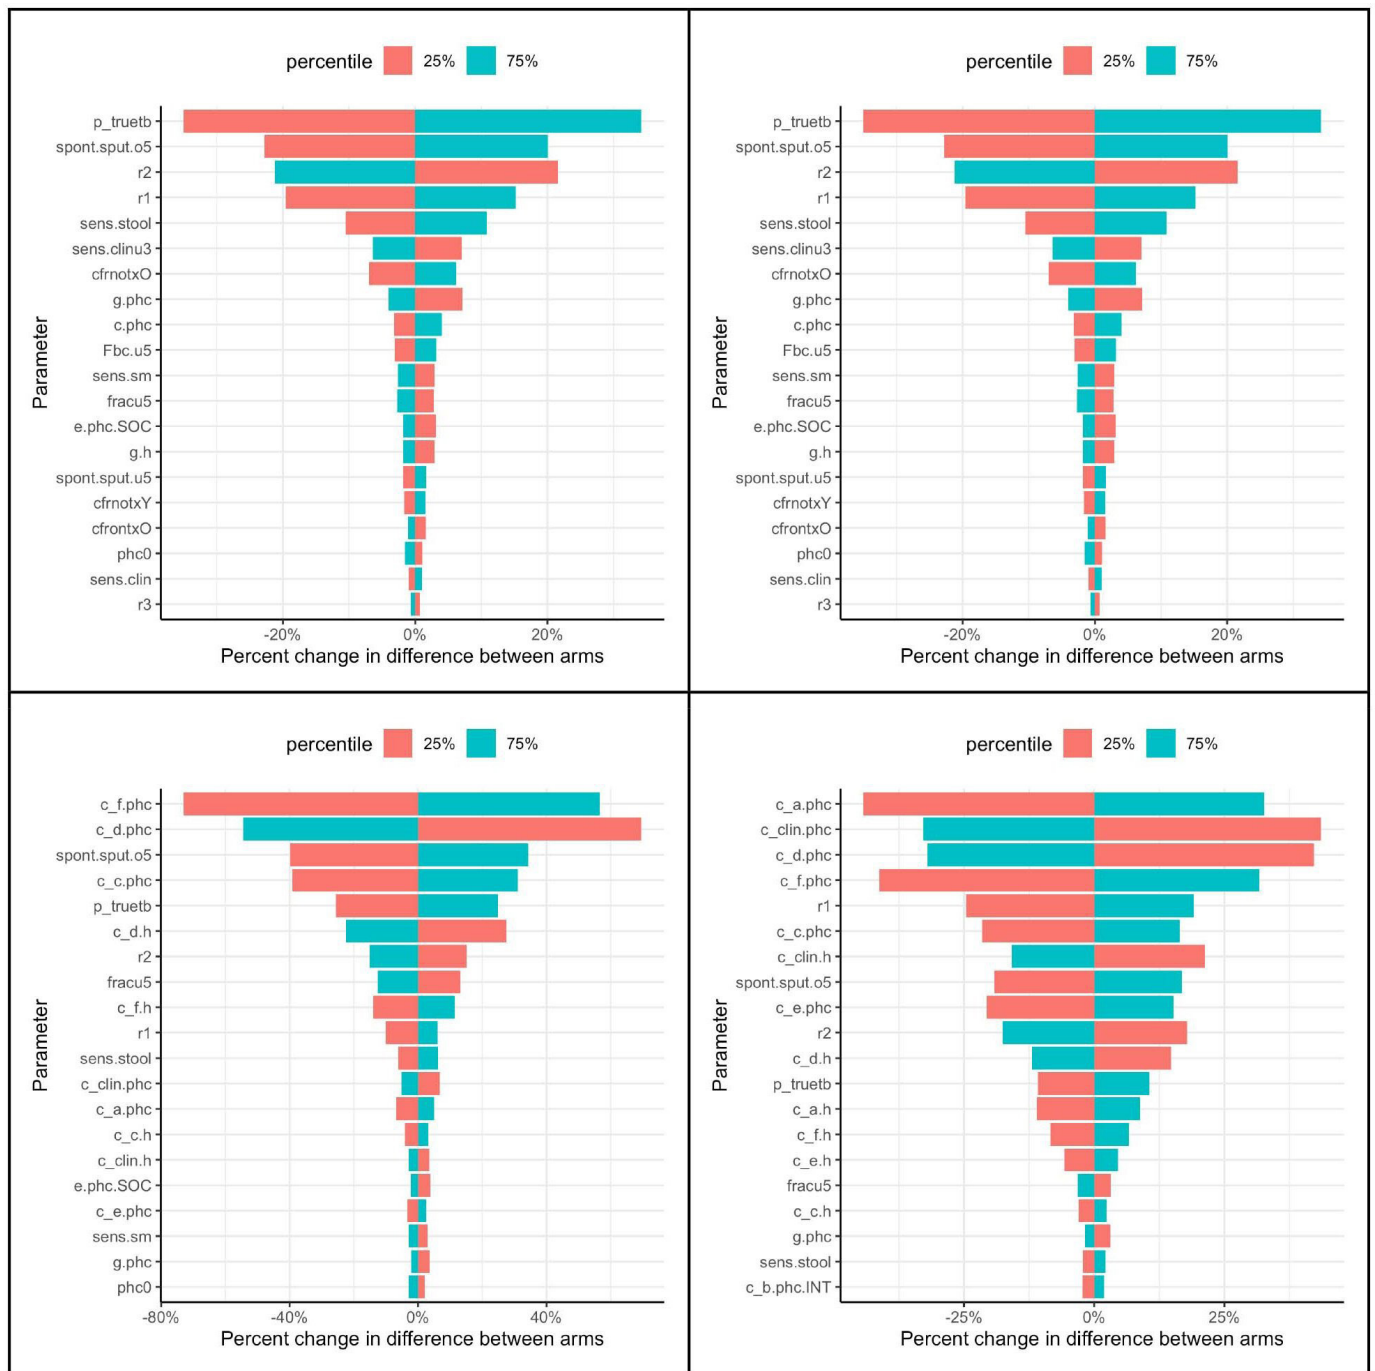 percentile 25% 75%
p_truetb
spont.sput.o5
r2
r1
sens.stool
sens.clinu3
cfrnotxO
g.phc
c.phc
Fbc.u5
sens.sm
fracu5
e.phc.SOC
g.h
spont.sput.u5
cfrnotxY
cfrontxO
phc0
sens.clin
r3
Parameter
-20% 0% 20%
Percent change in difference between arms
percentile 25% 75%
p_truetb
spont.sput.o5
r2
r1
sens.stool
sens.clinu3
cfrnotxO
g.phc
c.phc
Fbc.u5
sens.sm
fracu5
e.phc.SOC
g.h
spont.sput.u5
cfrnotxY
cfrontxO
phc0
sens.clin
r3
Parameter
-20% 0% 20%
Percent change in difference between arms
percentile 25% 75%
c_f.phc
c_d.phc
spont.sput.o5
c_c.phc
p_truetb
c_d.h
r2
fracu5
c_f.h
r1
sens.stool
c_clin.phc
c_a.phc
c_c.h
c_clin.h
e.phc.SOC
c_e.phc
sens.sm
g.phc
phc0
Parameter
-80% -40% 0% 40%
Percent change in difference between arms
percentile 25% 75%
c_a.phc
c_clin.phc
c_d.phc
c_f.phc
r1
c_c.phc
c_clin.h
spont.sput.o5
c_e.phc
r2
c_d.h
p_truetb
c_a.h
c_f.h
c_e.h
fracu5
c_c.h
g.phc
sens.stool
c_b.phc.INT
Parameter
-25% 0% 25%
Percent change in difference between arms